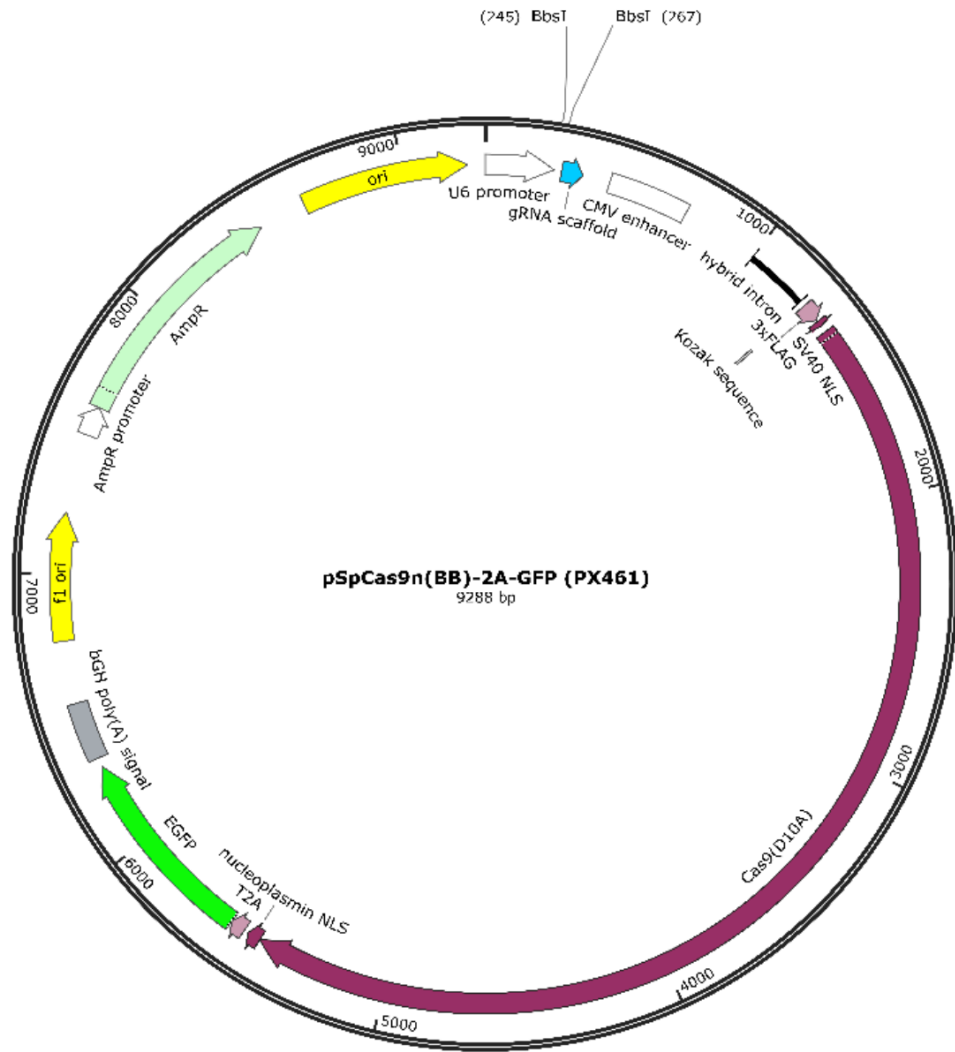 (245) BbsI
BbsI (267)
9000
ori
U6 promoter
gRNA scaffold
CMV enhancer
1000
hybrid intron
3xFLAG
SV40 NLS
Kozak sequence
8000
AmpR
AmpR promoter
2000
pSpCas9n(BB)-2A-GFP (PX461)
9288 bp
f1 ori
7000
bGH poly(A) signal
3000
EGFP
6000
Cas9(D10A)
nucleoplasmin NLS
T2A
4000
5000